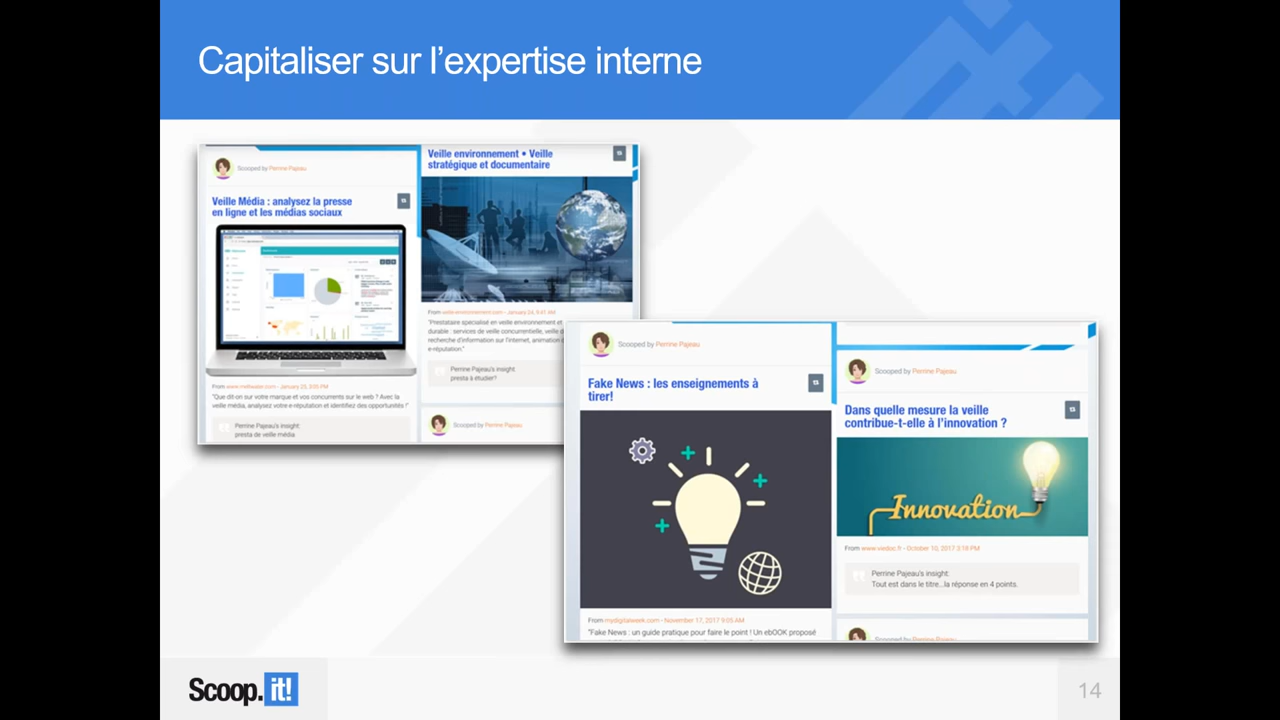 Capitaliser sur l'expertise interne
Scooped by Perrine Pajeau
Veille Média : analysez la presse
en ligne et les médias sociaux
From www.meltwater.com - January 23, 5:05 PM
"Que dit-on sur votre marque et vos concurrents sur le web ? Avec la
veille média, analysez votre e-réputation et identifiez des opportunités !"
Perrine Pajeau's insight:
presta de veille média
Veille environnement • Veille
stratégique et documentaire
From veille-environnement.com - January 24, 9:41 AM
"Prestataire spécialisé en veille environnement et
durable : services de veille concurrentielle, veille
recherche d'information sur l'internet, animation
e-réputation."
Perrine Pajeau's insight:
presta à étudier?
Scooped by Perrine Pajeau
Scooped by Perrine Pajeau
Fake News : les enseignements à
tirer!
From mydigitalweek.com - November 17, 2017 9:05 AM
"Fake News : un guide pratique pour faire le point ! Un ebOOK proposé
Scooped by Perrine Pajeau
Dans quelle mesure la veille
contribue-t-elle à l'innovation ?
Innovation
From www.viedoc.fr - October 10, 2017 3:18 PM
Perrine Pajeau's insight:
Tout est dans le titre...la réponse en 4 points.
Scooped by Perrine Pajeau
Scoop.it!
14